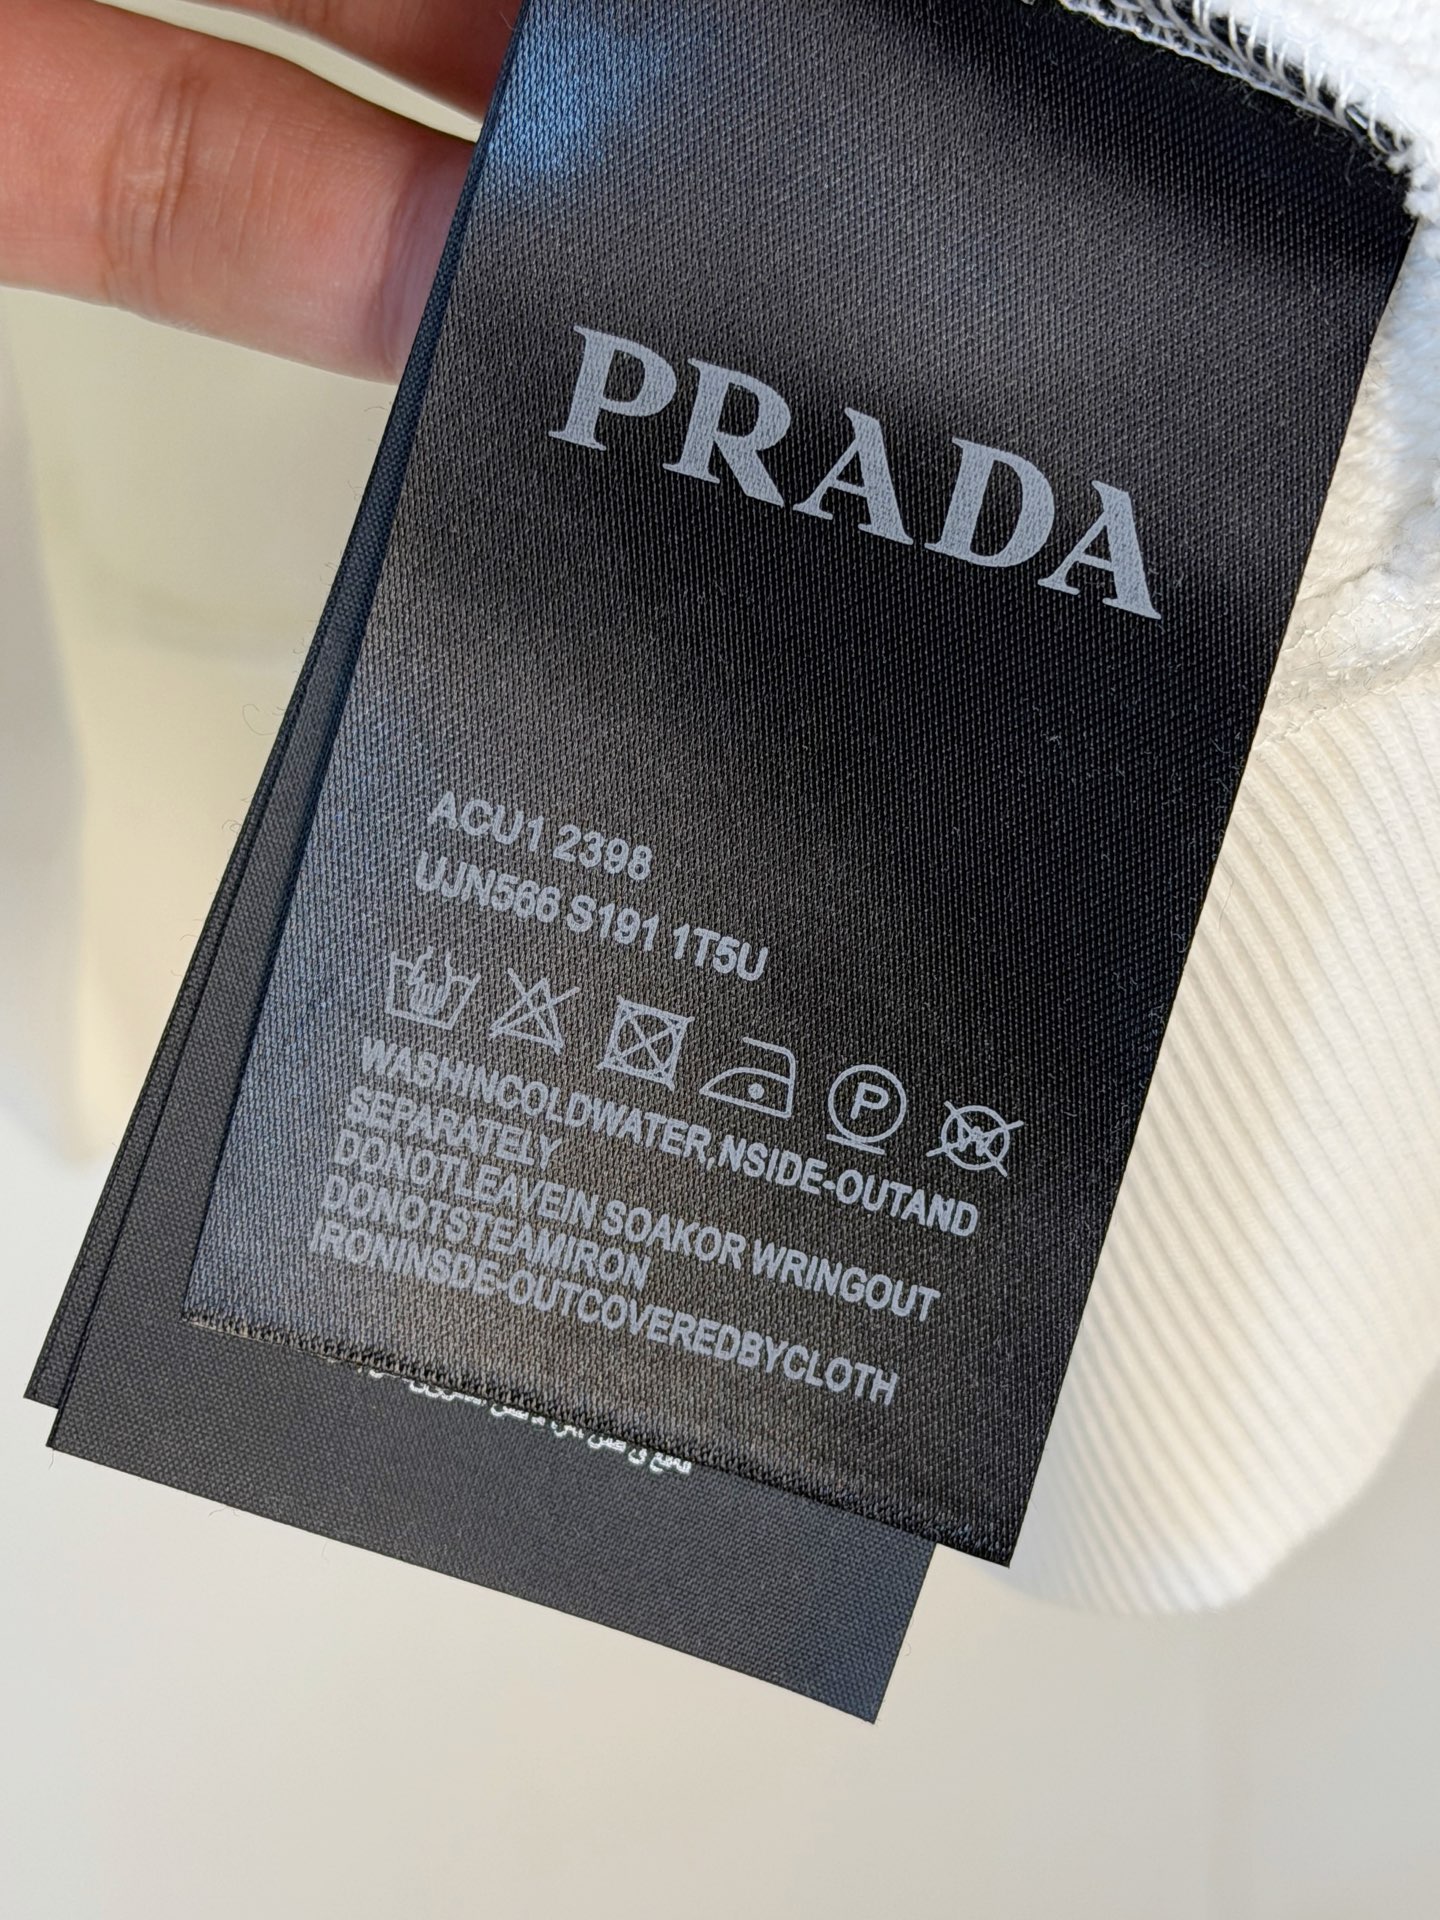 PRADA
ACU1 2398
UJN566 S191 1T5U
P
WASHINCOLDWATER,NSIDE-OUTAND
SEPARATELY
DONOTLEAVEIN SOAKOR WRINGOUT
DONOTSTEAMIRON
IRONINSDE-OUTCOVEREDBYCLOTH